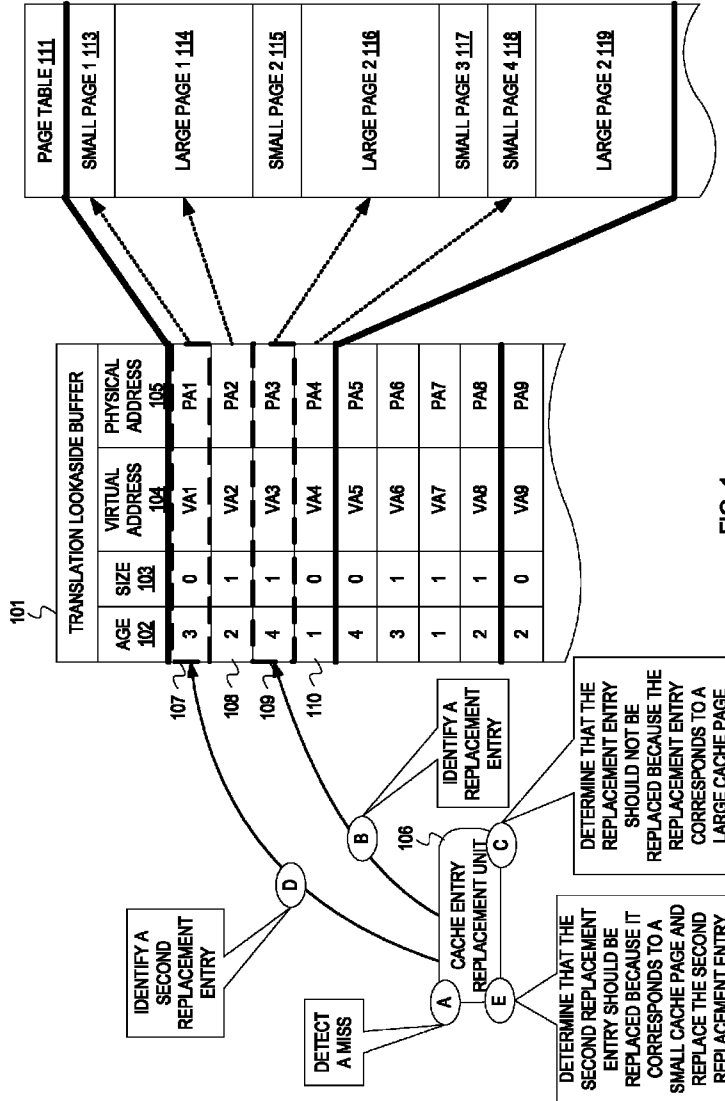 101
TRANSLATION LOOKASIDE BUFFER
AGE
102
SIZE
103
VIRTUAL
ADDRESS
104
PHYSICAL
ADDRESS
105
3 0 VA1 PA1
2 1 VA2 PA2
4 1 VA3 PA3
1 0 VA4 PA4
4 0 VA5 PA5
3 1 VA6 PA6
1 1 VA7 PA7
2 1 VA8 PA8
2 0 VA9 PA9
107
108
109
110
PAGE TABLE 111
SMALL PAGE 1 113
LARGE PAGE 1 114
SMALL PAGE 2 115
LARGE PAGE 2 116
SMALL PAGE 3 117
SMALL PAGE 4 118
LARGE PAGE 2 119
IDENTIFY A
SECOND
REPLACEMENT
ENTRY
D
IDENTIFY A
REPLACEMENT
ENTRY
B
106
DETECT
A MISS
A
CACHE ENTRY
REPLACEMENT UNIT
E
C
DETERMINE THAT THE
SECOND REPLACEMENT
ENTRY SHOULD BE
REPLACED BECAUSE IT
CORRESPONDS TO A
SMALL CACHE PAGE AND
REPLACE THE SECOND
REPLACEMENT ENTRY
DETERMINE THAT THE
REPLACEMENT ENTRY
SHOULD NOT BE
REPLACED BECAUSE THE
REPLACEMENT ENTRY
CORRESPONDS TO A
LARGE CACHE PAGE